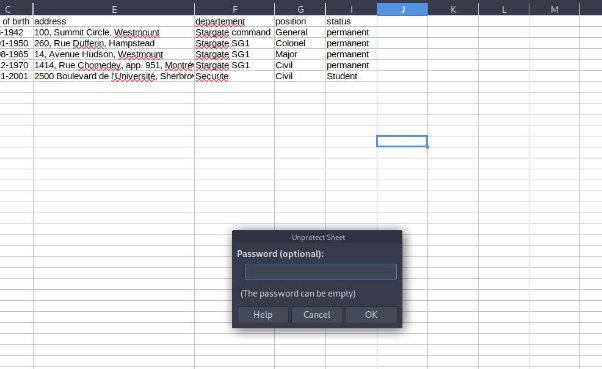 C E F G I J K L M
of birth address departement position status
-1942 100, Summit Circle, Westmount Stargate command General permanent
1-1950 260, Rue Dufferin, Hampstead Stargate SG1 Colonel permanent
8-1965 14, Avenue Hudson, Westmount Stargate SG1 Major permanent
2-1970 1414, Rue Chomedey, app. 951, Montré Stargate SG1 Civil permanent
1-2001 2500 Boulevard de l'Université, Sherbro Securite Civil Student
Unprotect Sheet
Password (optional):
(The password can be empty)
Help Cancel OK